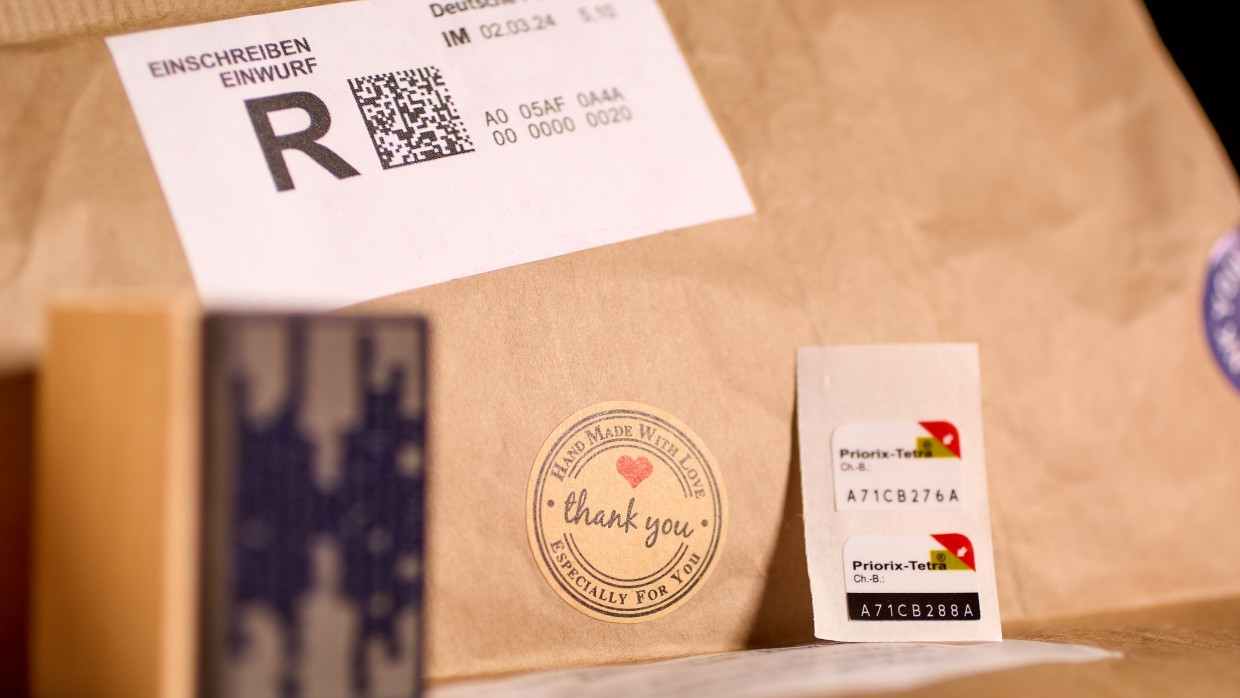 EINSCHREIBEN
EINWURF
R
Deutsche
IM 02.03.24 5,10
A0 05AF 0A4A
00 0000 0020
HAND MADE WITH LOVE
thank you
ESPECIALLY FOR YOU
Priorix-Tetra®
Ch.-B.:
A71CB276A
Priorix-Tetra®
Ch.-B.:
A71CB288A